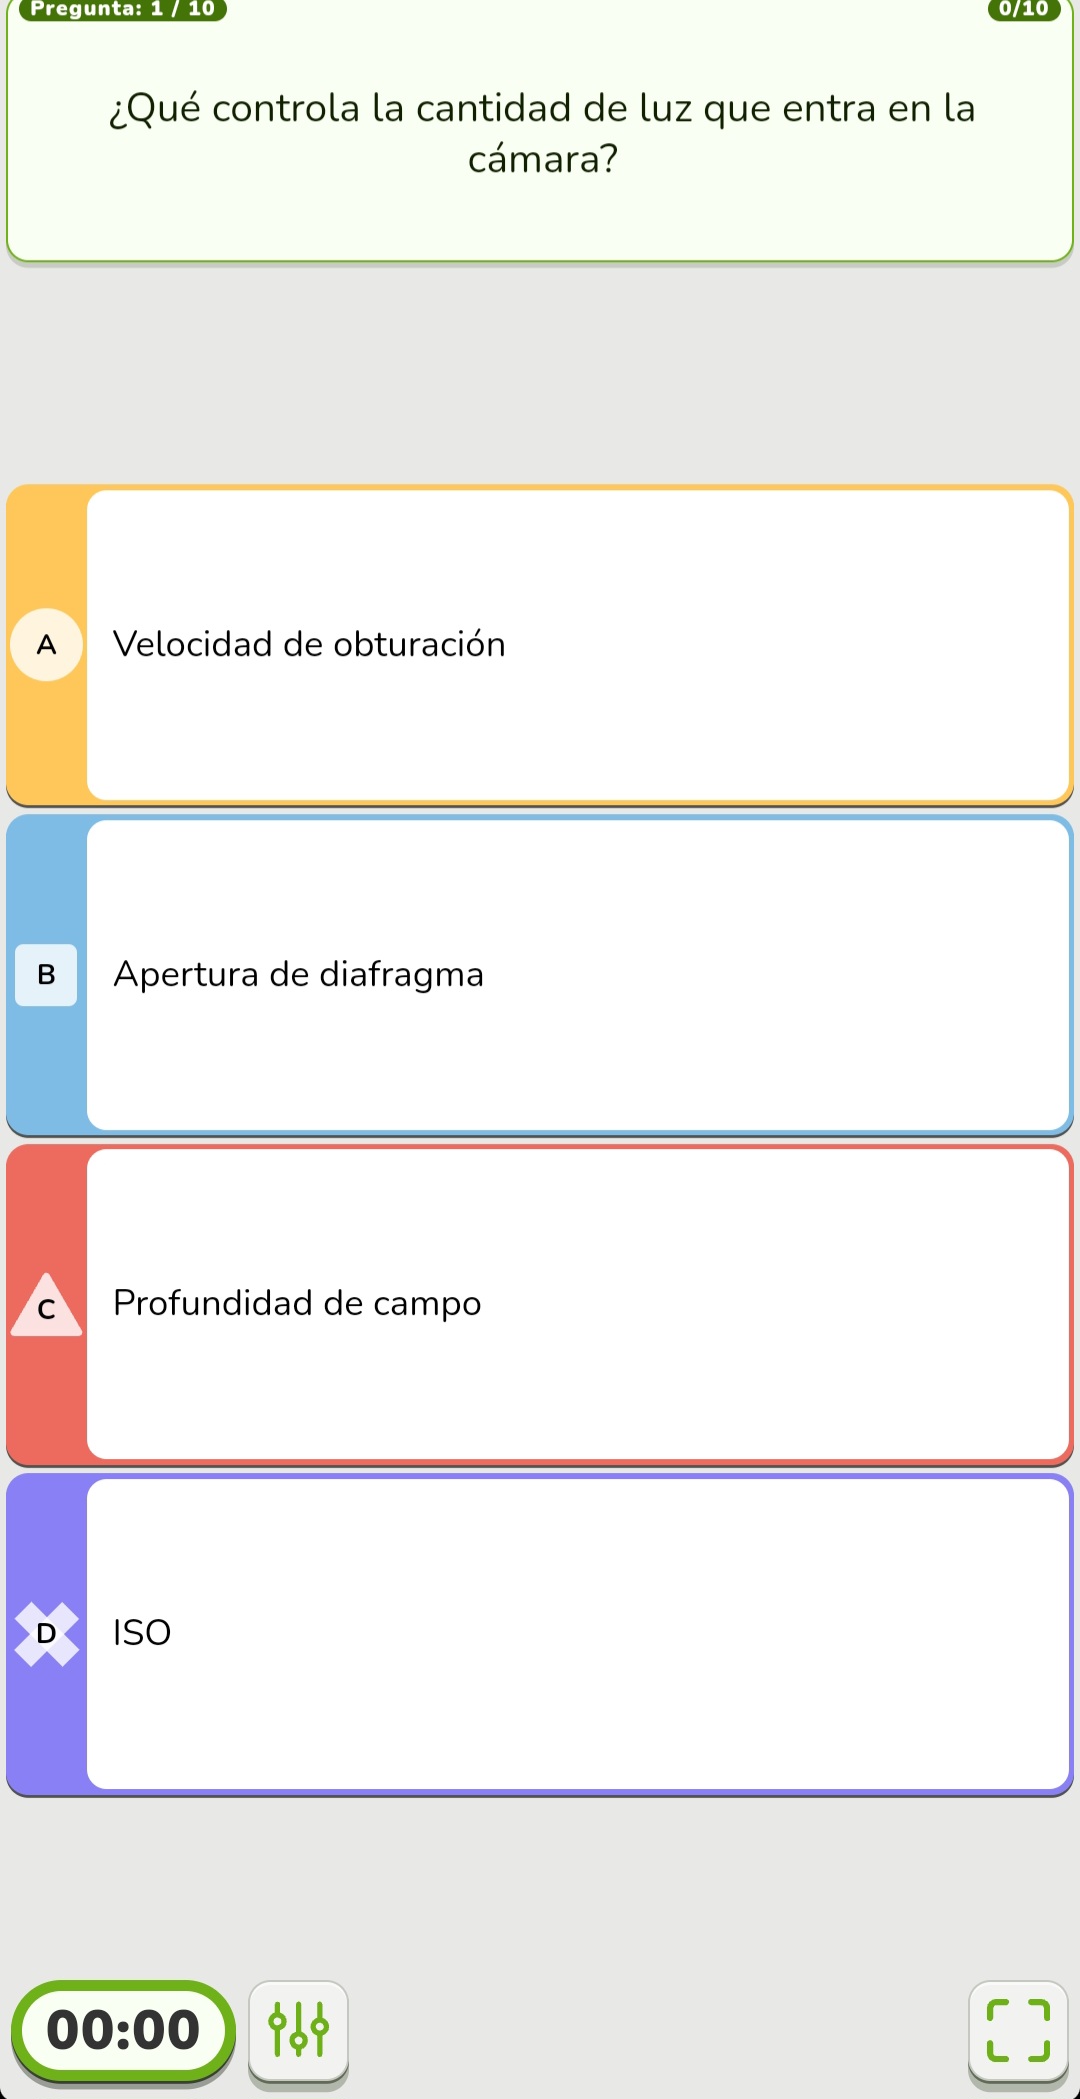 Pregunta: 1 / 10
0/10
¿Qué controla la cantidad de luz que entra en la
cámara?
A
Velocidad de obturación
B
Apertura de diafragma
C
Profundidad de campo
D
ISO
00:00